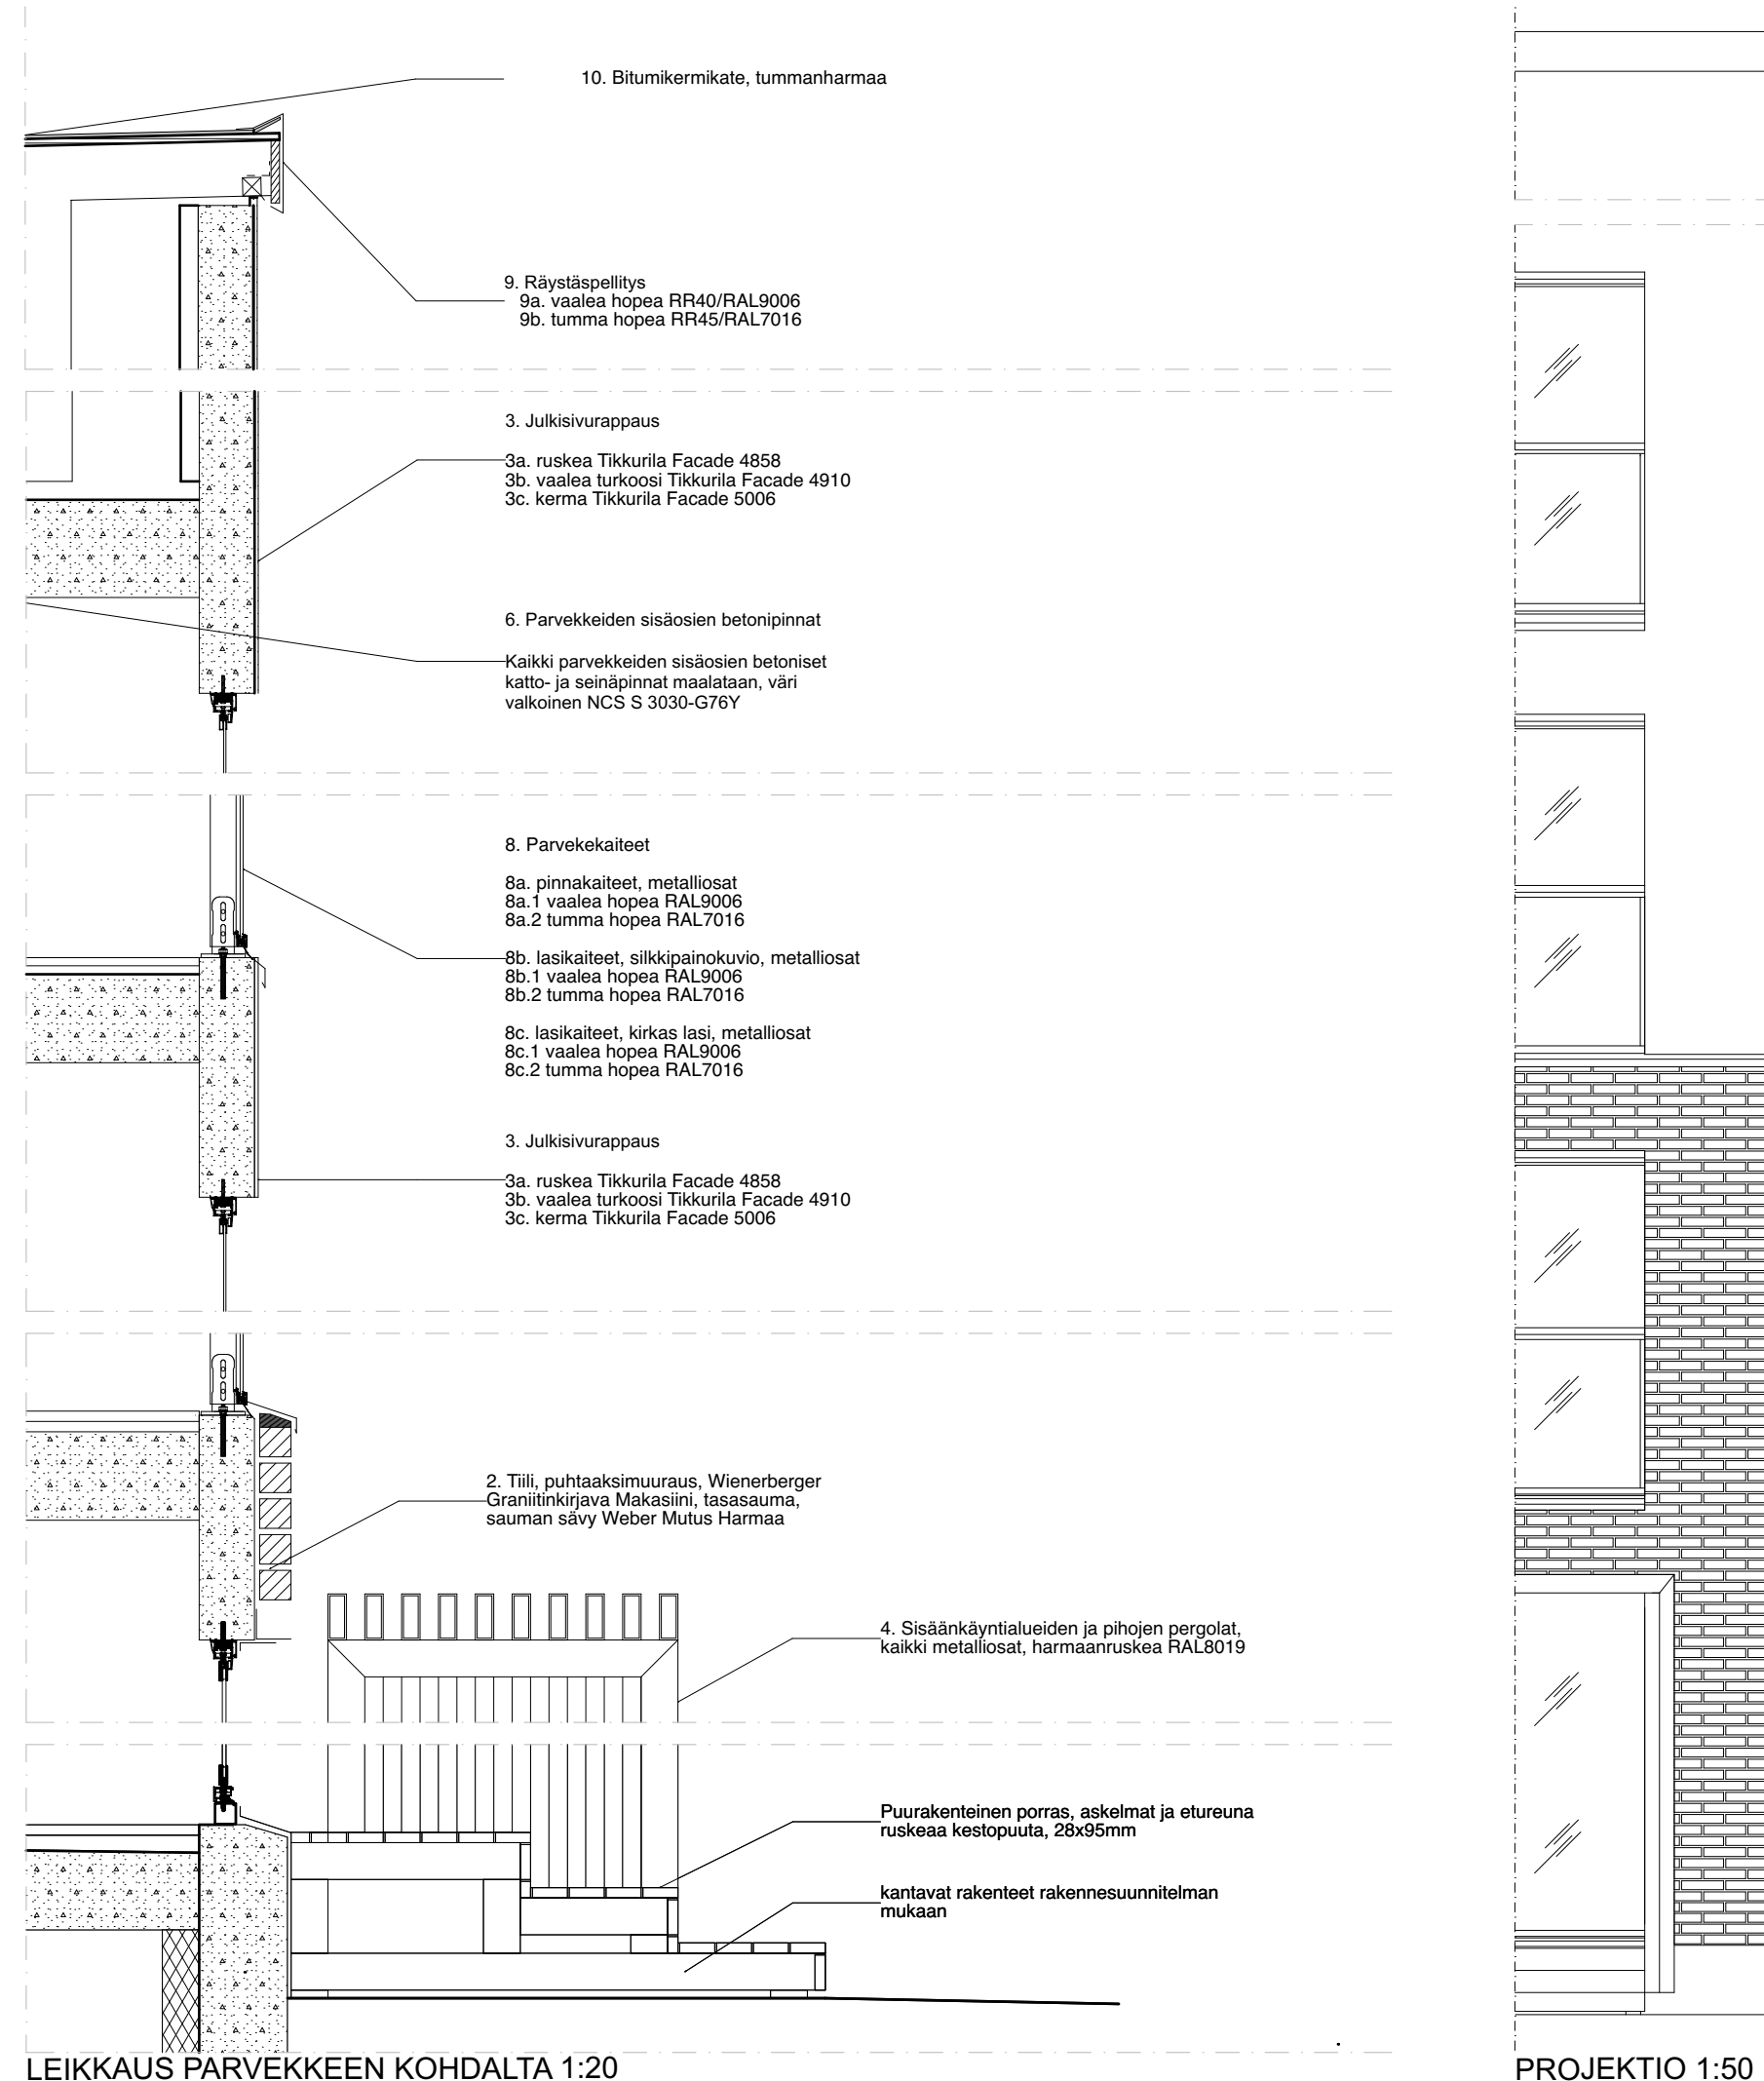 10. Bitumikermikate, tummanharmaa
9. Räystäspellitys
9a. vaalea hopea RR40/RAL9006
9b. tumma hopea RR45/RAL7016
3. Julkisivurappaus
3a. ruskea Tikkurila Facade 4858
3b. vaalea turkoosi Tikkurila Facade 4910
3c. kerma Tikkurila Facade 5006
6. Parvekkeiden sisäosien betonipinnat
Kaikki parvekkeiden sisäosien betoniset
katto- ja seinäpinnat maalataan, väri
valkoinen NCS S 3030-G76Y
8. Parvekekaiteet
8a. pinnakaiteet, metalliosat
8a.1 vaalea hopea RAL9006
8a.2 tumma hopea RAL7016
8b. lasikaiteet, silkkipainokuvio, metalliosat
8b.1 vaalea hopea RAL9006
8b.2 tumma hopea RAL7016
8c. lasikaiteet, kirkas lasi, metalliosat
8c.1 vaalea hopea RAL9006
8c.2 tumma hopea RAL7016
3. Julkisivurappaus
3a. ruskea Tikkurila Facade 4858
3b. vaalea turkoosi Tikkurila Facade 4910
3c. kerma Tikkurila Facade 5006
2. Tiili, puhtaaksimuuraus, Wienerberger
Graniitinkirjava Makasiini, tasasauma,
sauman sävy Weber Mutus Harmaa
4. Sisäänkäyntialueiden ja pihojen pergolat,
kaikki metalliosat, harmaanruskea RAL8019
Puurakenteinen porras, askelmat ja etureuna
ruskeaa kestopuuta, 28x95mm
kantavat rakenteet rakennesuunnitelman
mukaan
LEIKKAUS PARVEKKEEN KOHDALTA 1:20
PROJEKTIO 1:50